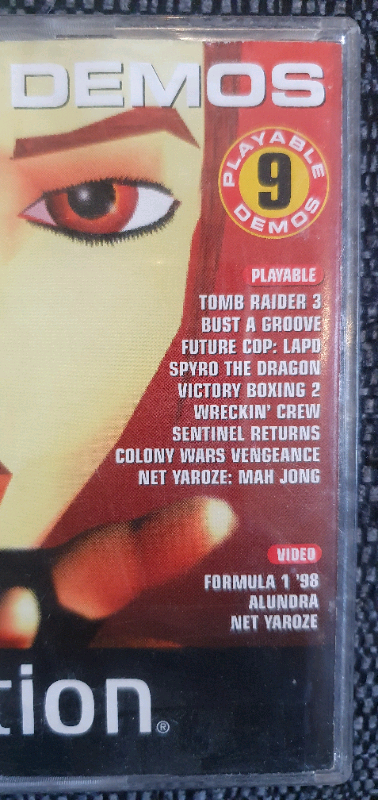 DEMOS
PLAYABLE
9
DEMOS
PLAYABLE
TOMB RAIDER 3
BUST A GROOVE
FUTURE COP: LAPD
SPYRO THE DRAGON
VICTORY BOXING 2
WRECKIN' CREW
SENTINEL RETURNS
COLONY WARS VENGEANCE
NET YAROZE: MAH JONG
VIDEO
FORMULA 1 '98
ALUNDRA
NET YAROZE
tion®